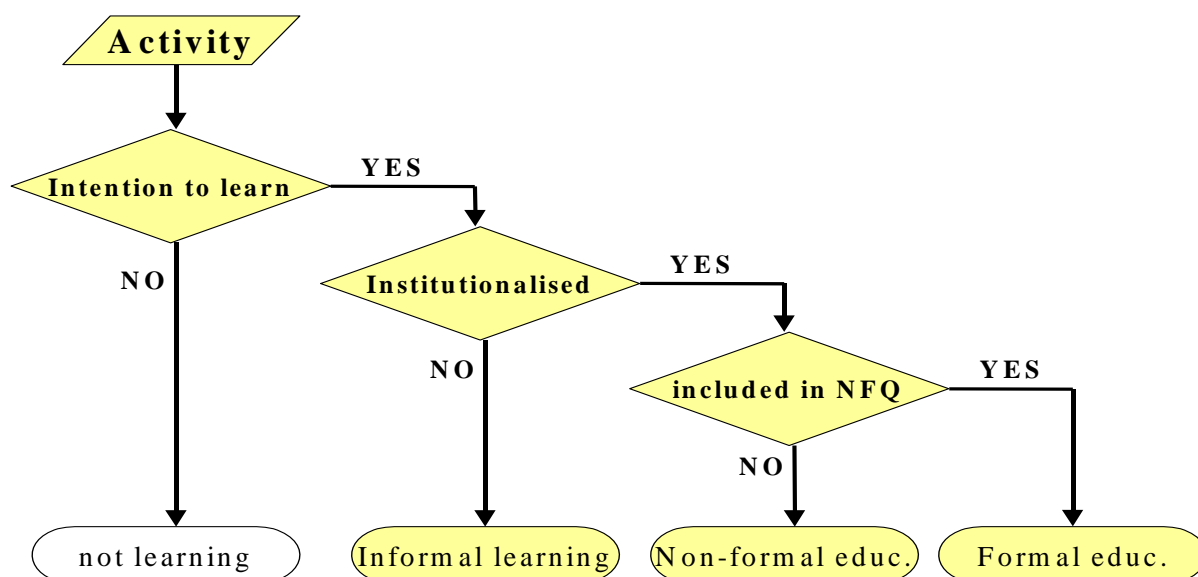 Activity
Intention to learn
YES
NO
Institutionalised
YES
NO
included in NFQ
YES
NO
not learning
Informal learning
Non-formal educ.
Formal educ.